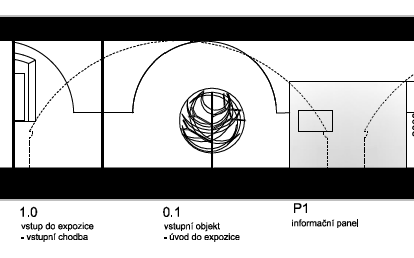 1.0
vstup do expozice
- vstupní chodba
0.1
vstupní objekt
- úvod do expozice
P1
informační panel